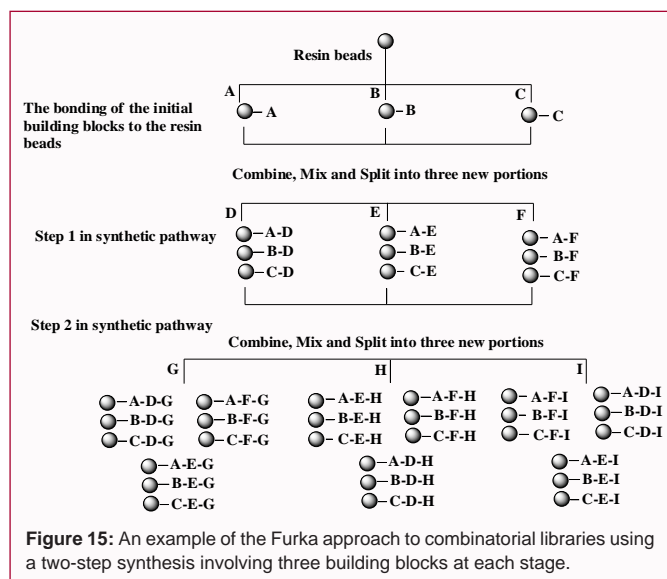 Resin beads
A B C
The bonding of the initial
building blocks to the resin
beads
A B C
Combine, Mix and Split into three new portions
D E F
Step 1 in synthetic pathway
A-D A-E A-F
B-D B-E B-F
C-D C-E C-F
Step 2 in synthetic pathway
Combine, Mix and Split into three new portions
G H I
A-D-G A-F-G A-E-H A-F-H A-F-I A-D-I
B-D-G B-F-G B-E-H B-F-H B-F-I B-D-I
C-D-G C-F-G C-E-H C-F-H C-F-I C-D-I
A-E-G A-D-H A-E-I
B-E-G B-D-H B-E-I
C-E-G C-D-H C-E-I
Figure 15: An example of the Furka approach to combinatorial libraries using
a two-step synthesis involving three building blocks at each stage.